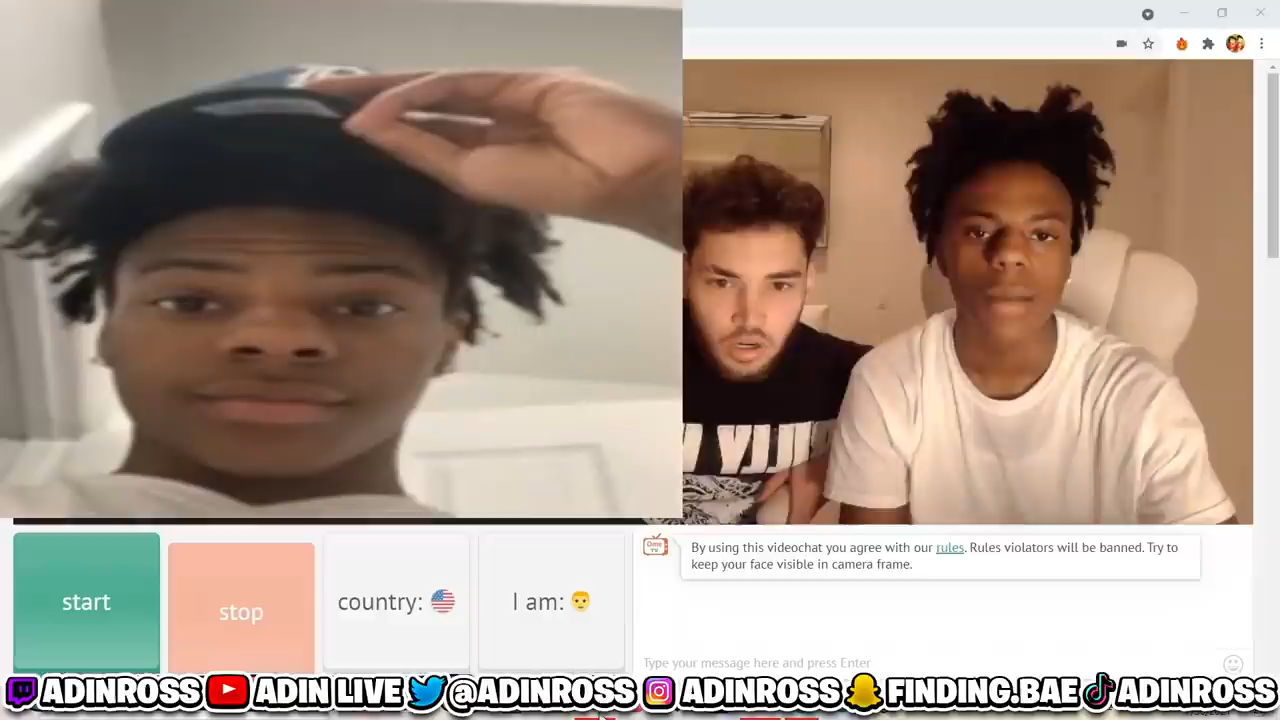 By using this videochat you agree with our rules. Rules violators will be banned. Try to
keep your face visible in camera frame.
start
stop
country:
I am:
Type your message here and press Enter
ADINROSS ADIN LIVE @ADINROSS ADINROSS FINDING.BAE ADINROSS